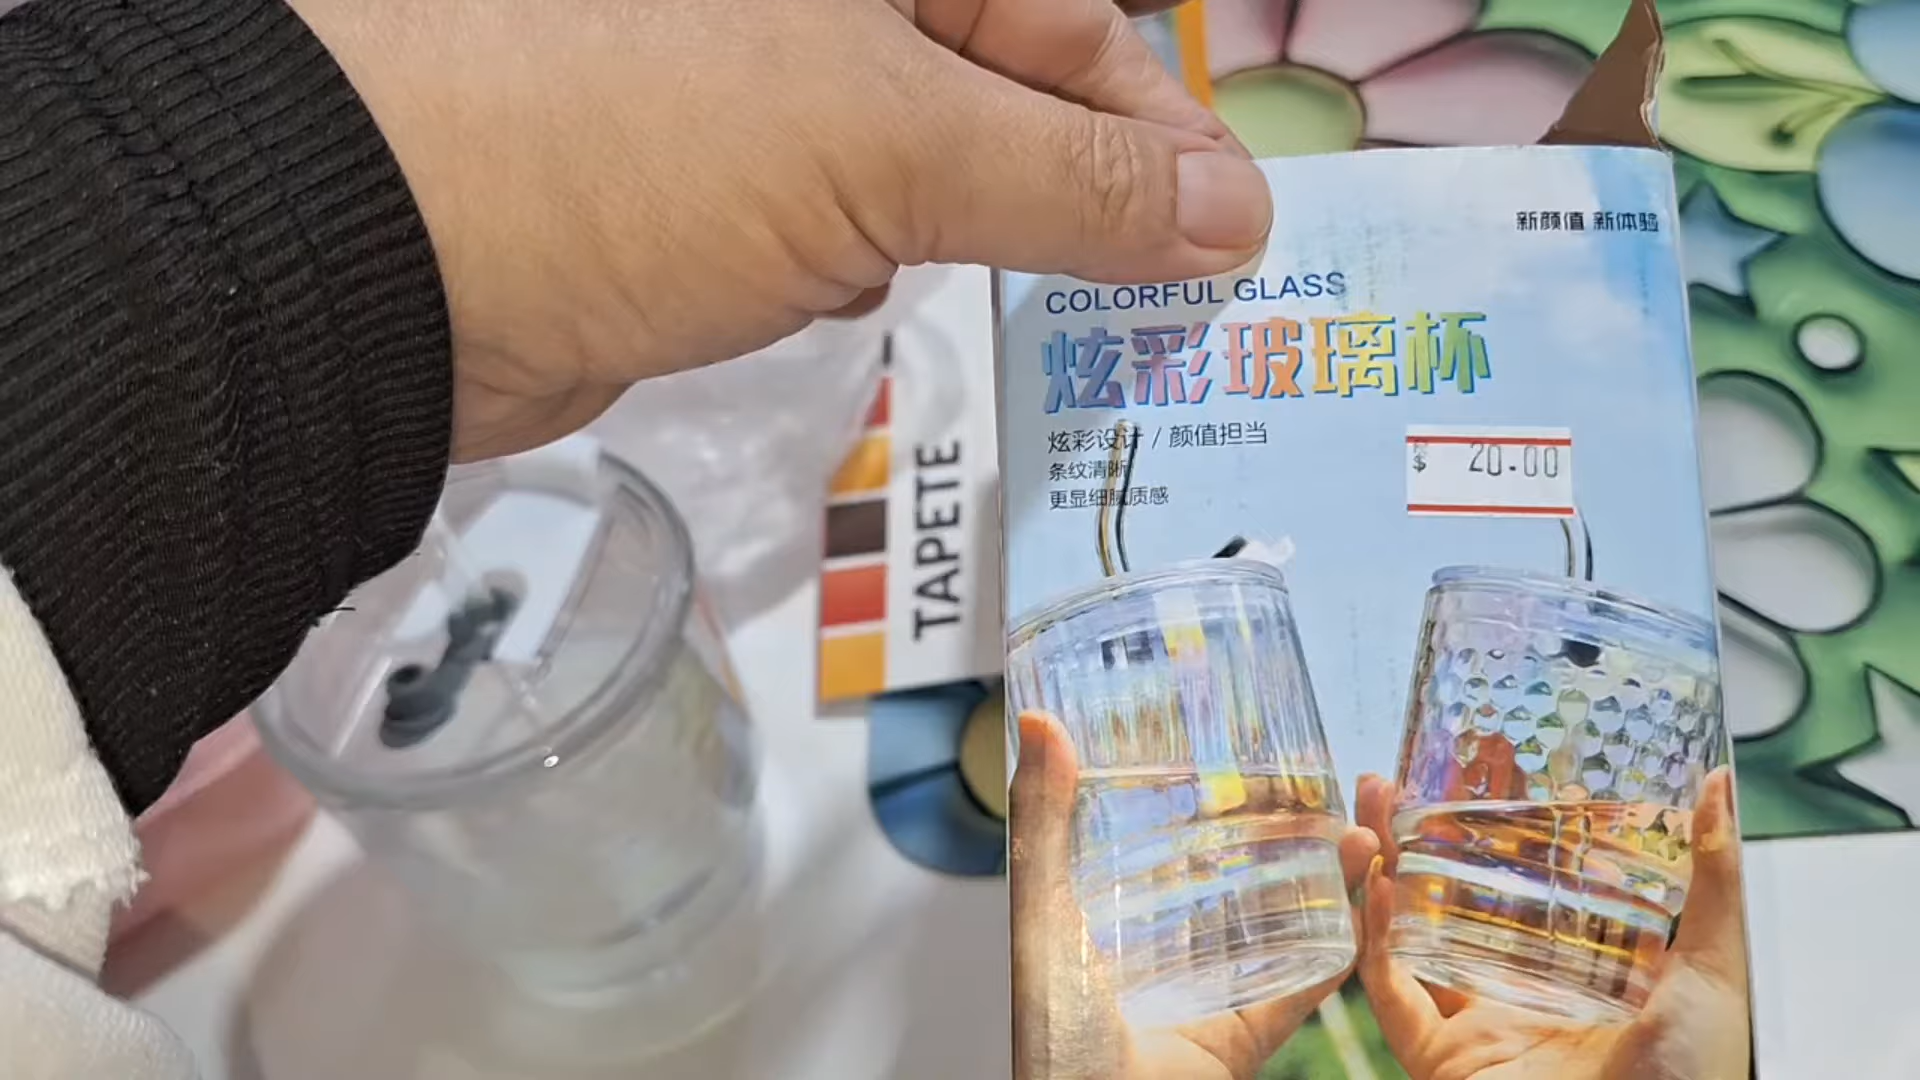 新颜值 新体验
COLORFUL GLASS
炫彩玻璃杯
炫彩设计 / 颜值担当
条纹清晰
更显细腻质感
$ 20.00
TAPETE